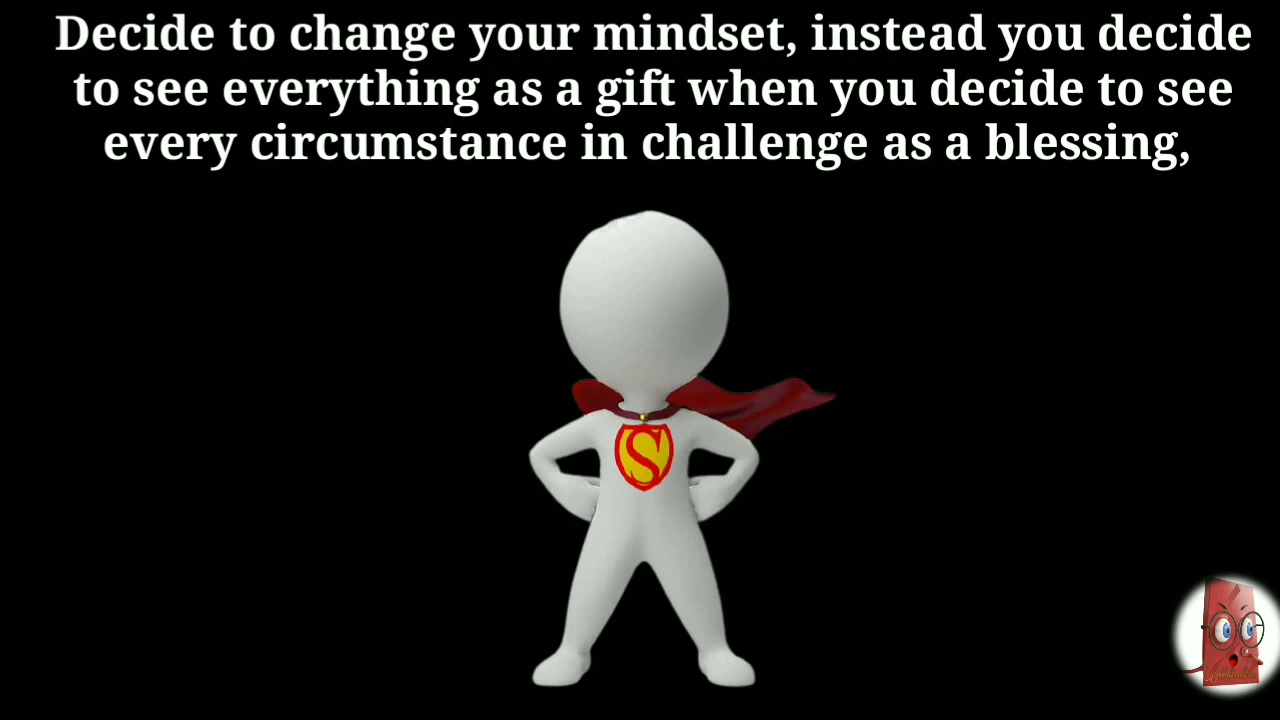 Decide to change your mindset, instead you decide
to see everything as a gift when you decide to see
every circumstance in challenge as a blessing,
S